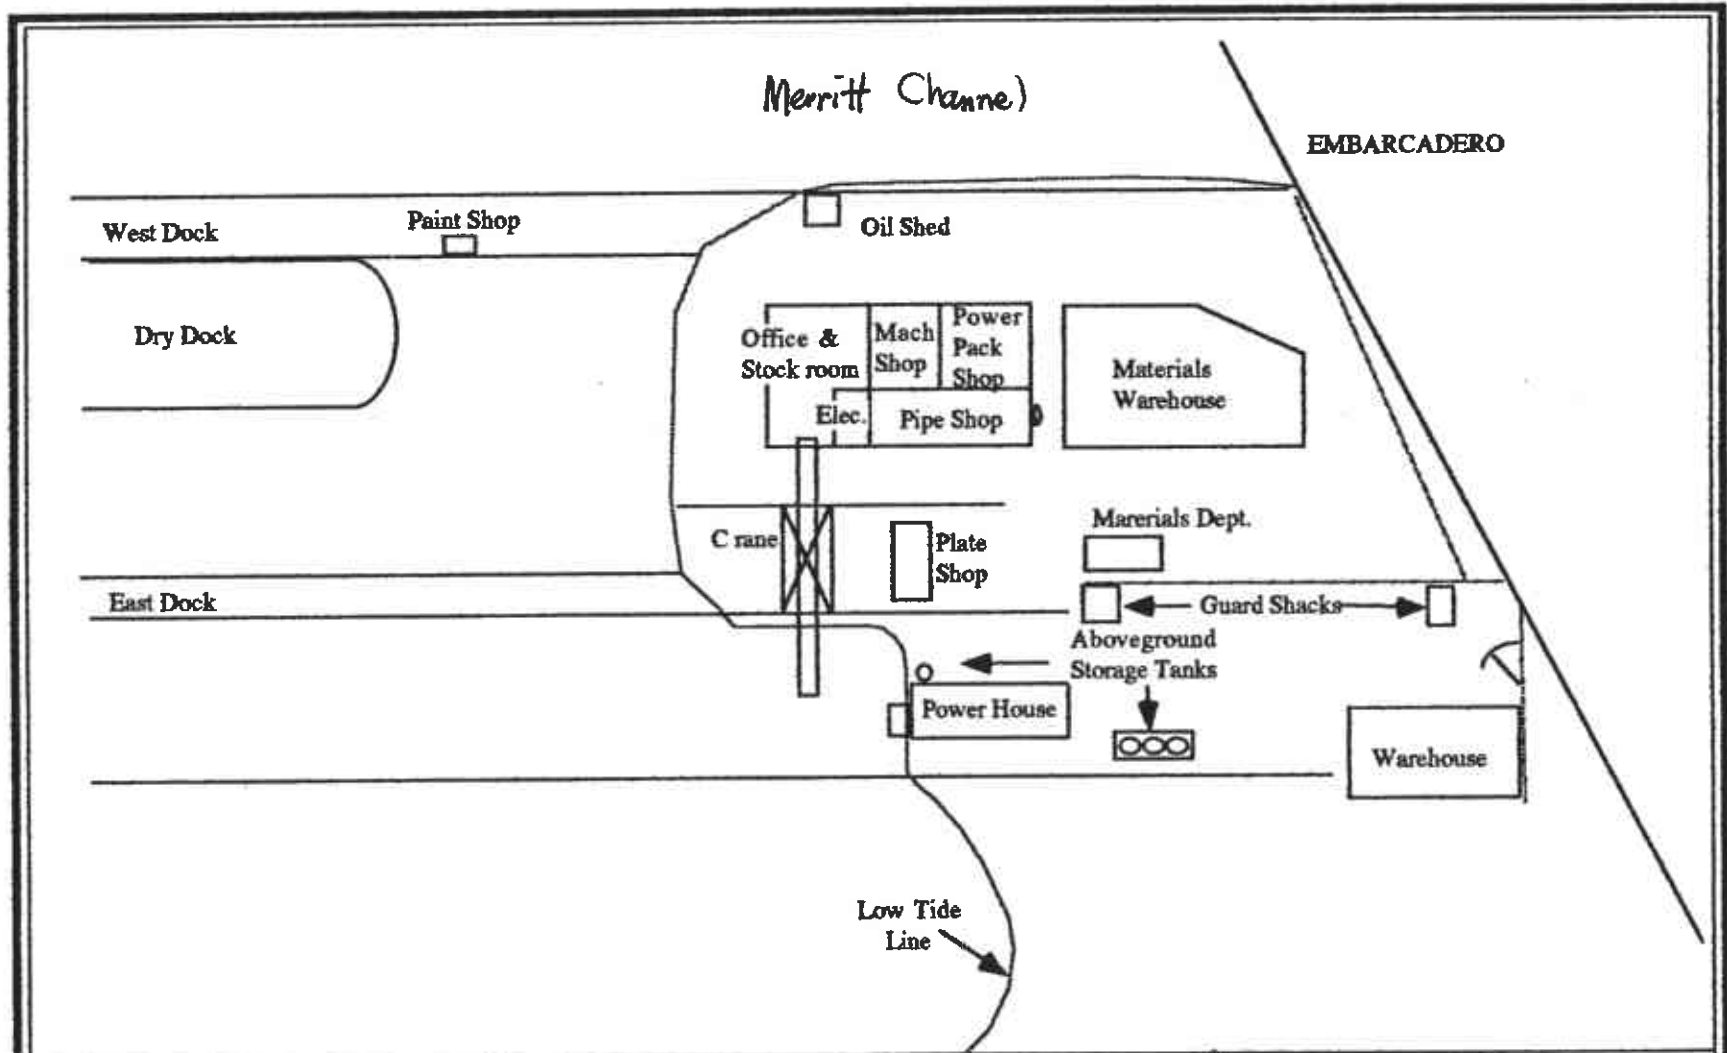 Merritt Channel
EMBARCADERO
West Dock
Paint Shop
Oil Shed
Dry Dock
Office &
Stock room
Mach
Shop
Power
Pack
Shop
Elec.
Pipe Shop
Materials
Warehouse
C rane
Plate
Shop
Marerials Dept.
East Dock
Guard Shacks
Aboveground
Storage Tanks
Power House
Warehouse
Low Tide
Line